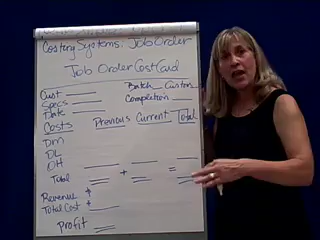 Costing Systems: Job Order
Job Order Cost Card
Cust Batch Custom
Specs Completion
Date
Costs Previous Current Total
DM
DL
OH
Total + =
Revenue +
Total Cost +
Profit